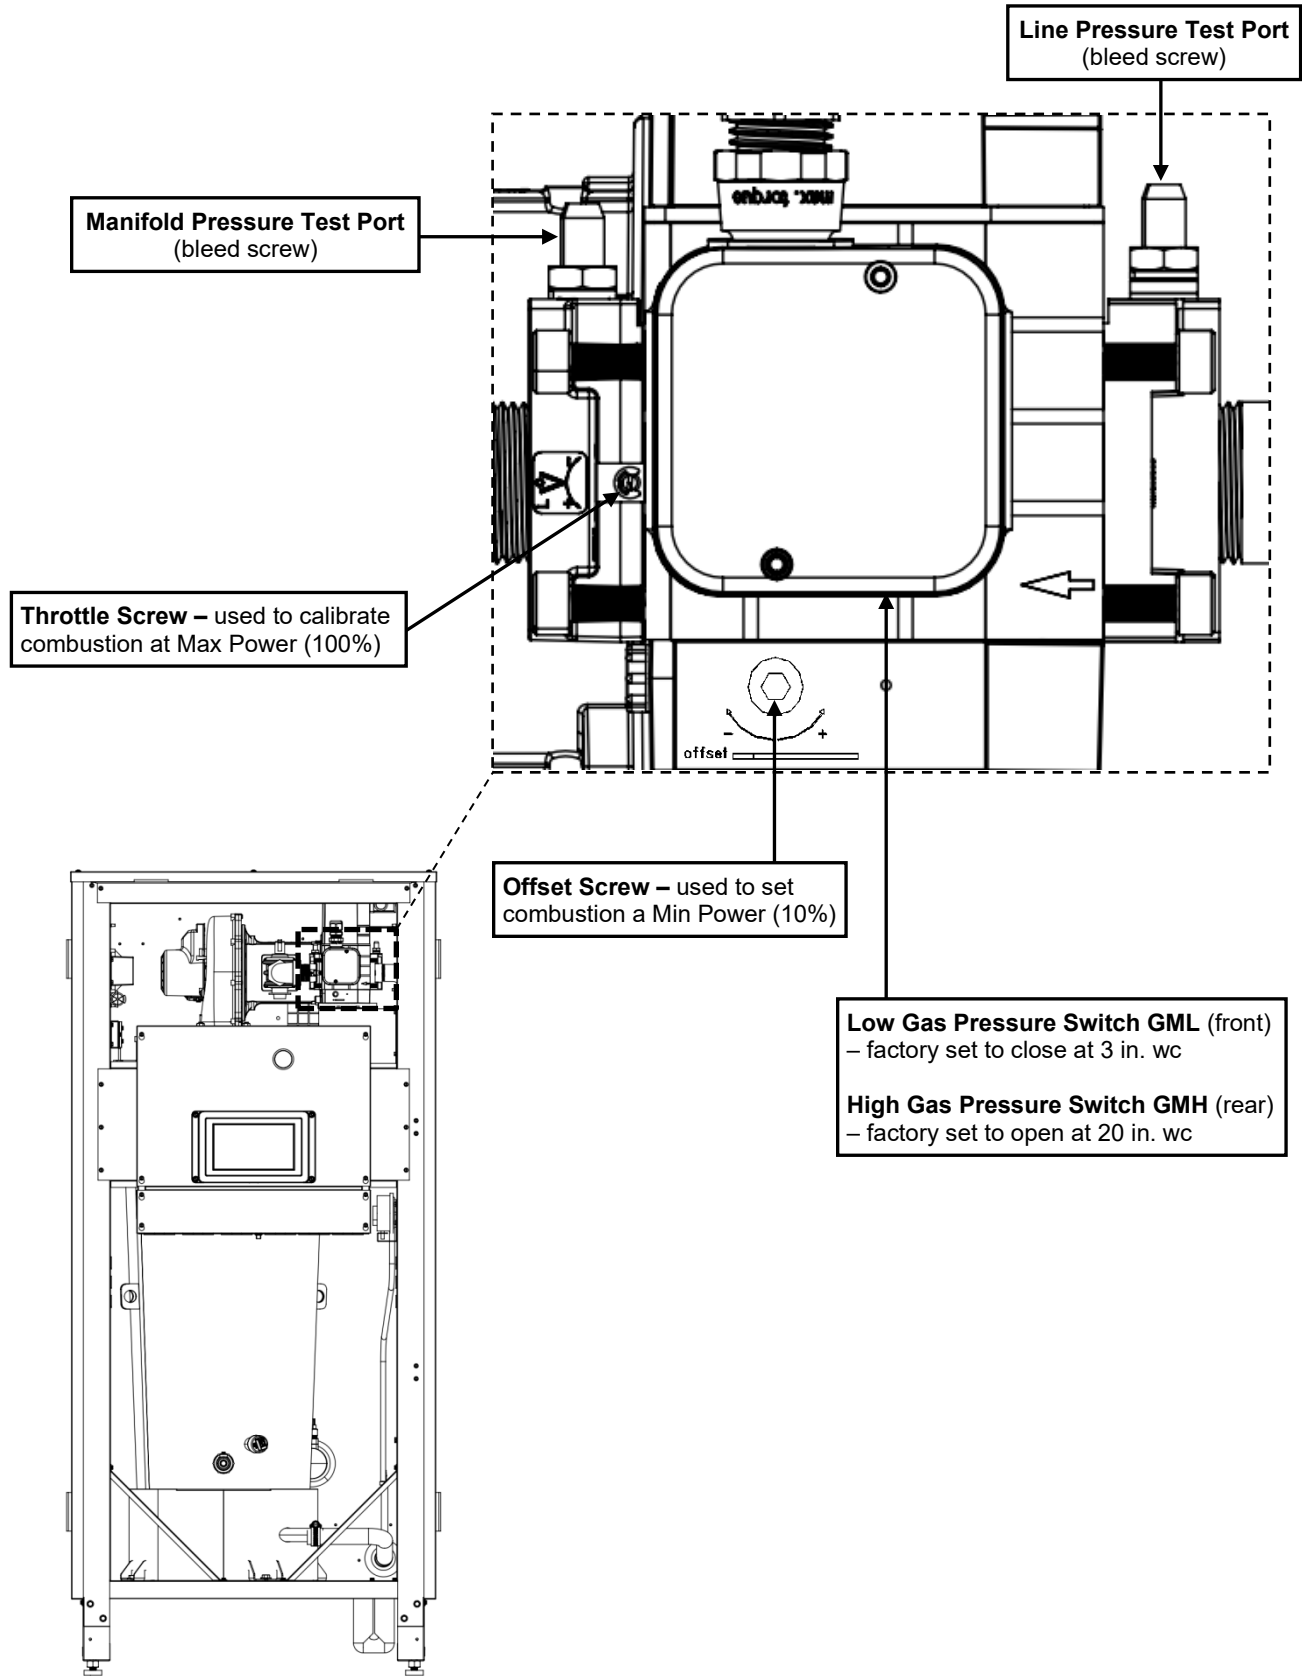 Line Pressure Test Port
(bleed screw)
Manifold Pressure Test Port
(bleed screw)
max. torque
Throttle Screw – used to calibrate
combustion at Max Power (100%)
- +
offset
Offset Screw – used to set
combustion a Min Power (10%)
Low Gas Pressure Switch GML (front)
– factory set to close at 3 in. wc
High Gas Pressure Switch GMH (rear)
– factory set to open at 20 in. wc